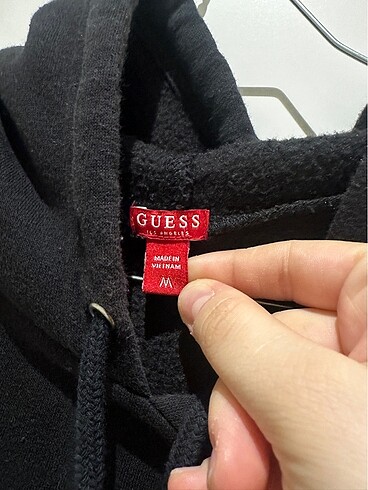 GUESS
LOS ANGELES
MADE IN
VIETNAM
M